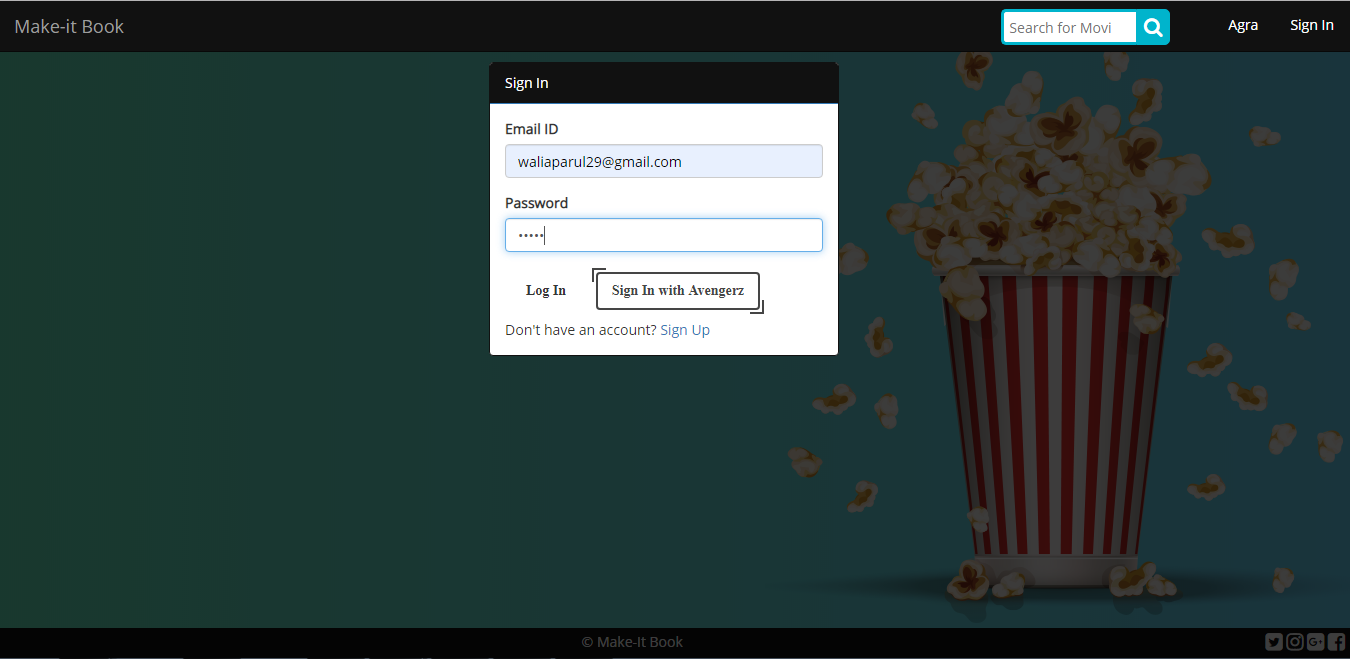 Make-it Book
Search for Movi
Agra
Sign In
Sign In
Email ID
waliaparul29@gmail.com
Password
•••••
Log In
Sign In with Avengerz
Don't have an account? Sign Up
© Make-It Book